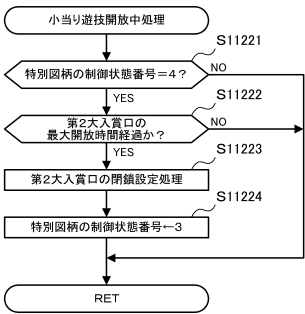 小当り遊技開放中処理
S11221
特別図柄の制御状態番号=4?
NO
YES
S11222
第2大入賞口の
最大開放時間経過か?
NO
YES
S11223
第2大入賞口の閉鎖設定処理
S11224
特別図柄の制御状態番号←3
RET